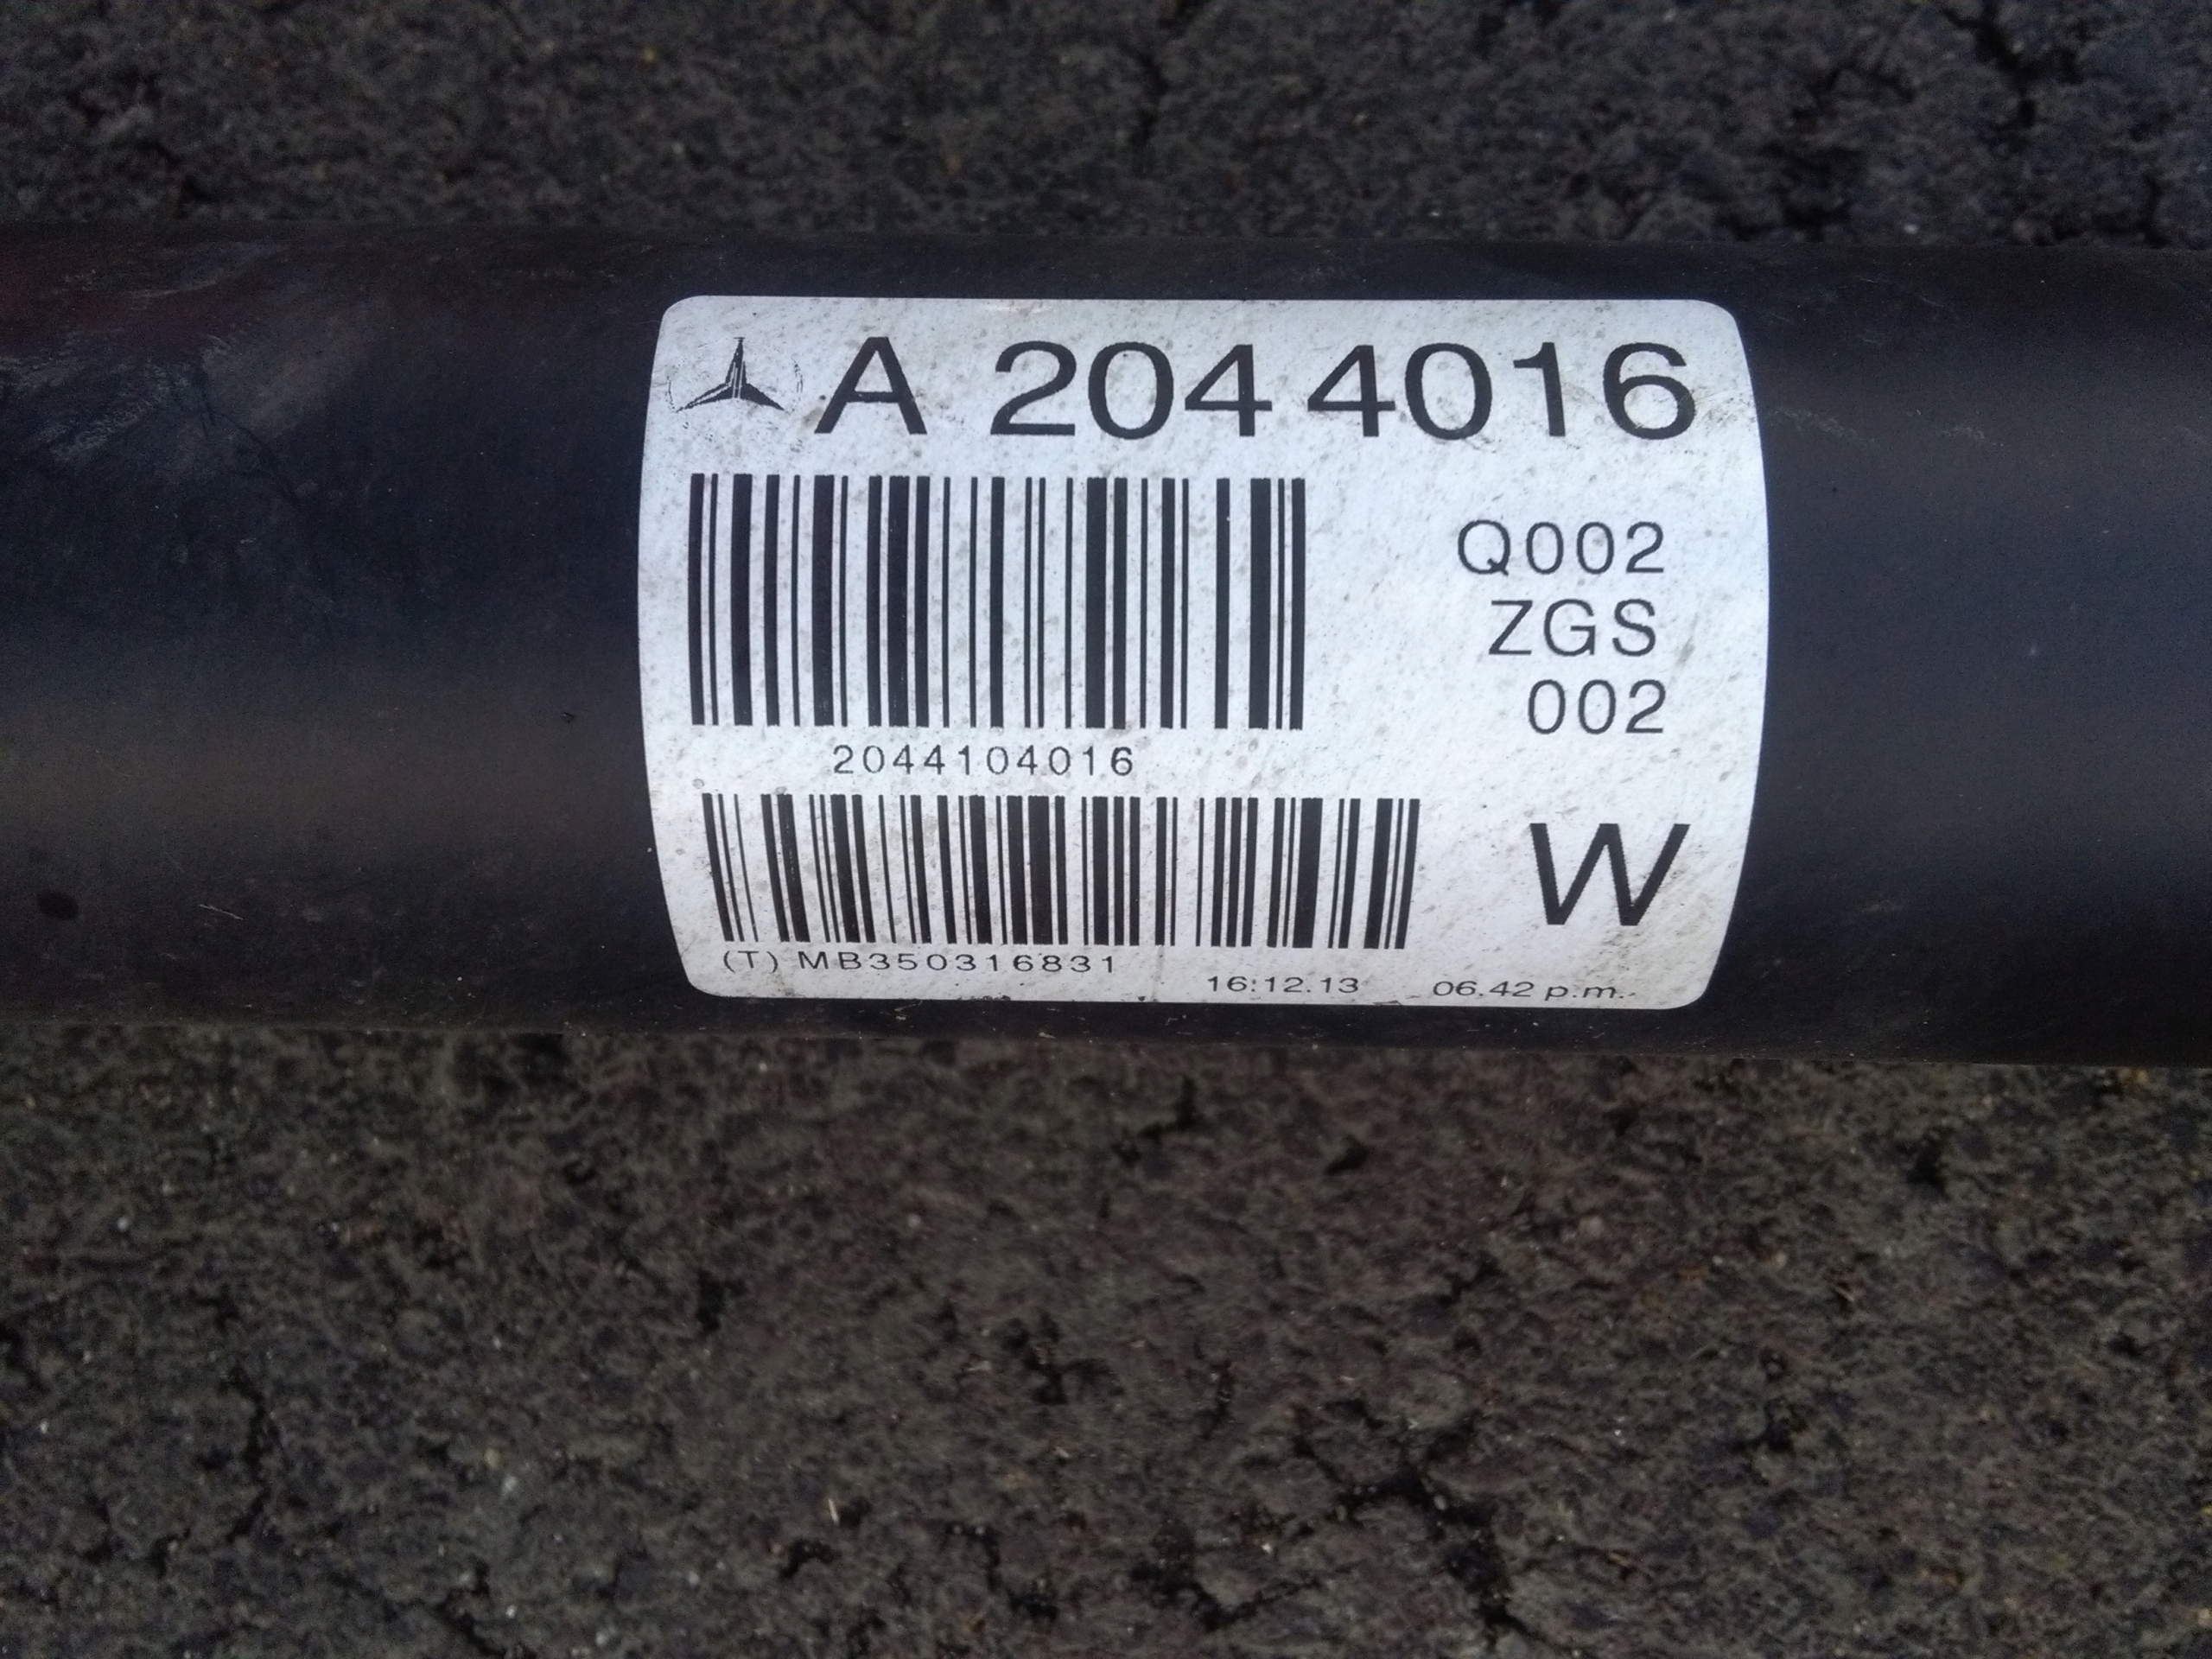 A 204 4016
Q002
ZGS
002
2044104016
W
(T) MB350316831
16:12.13 06.42 p.m.